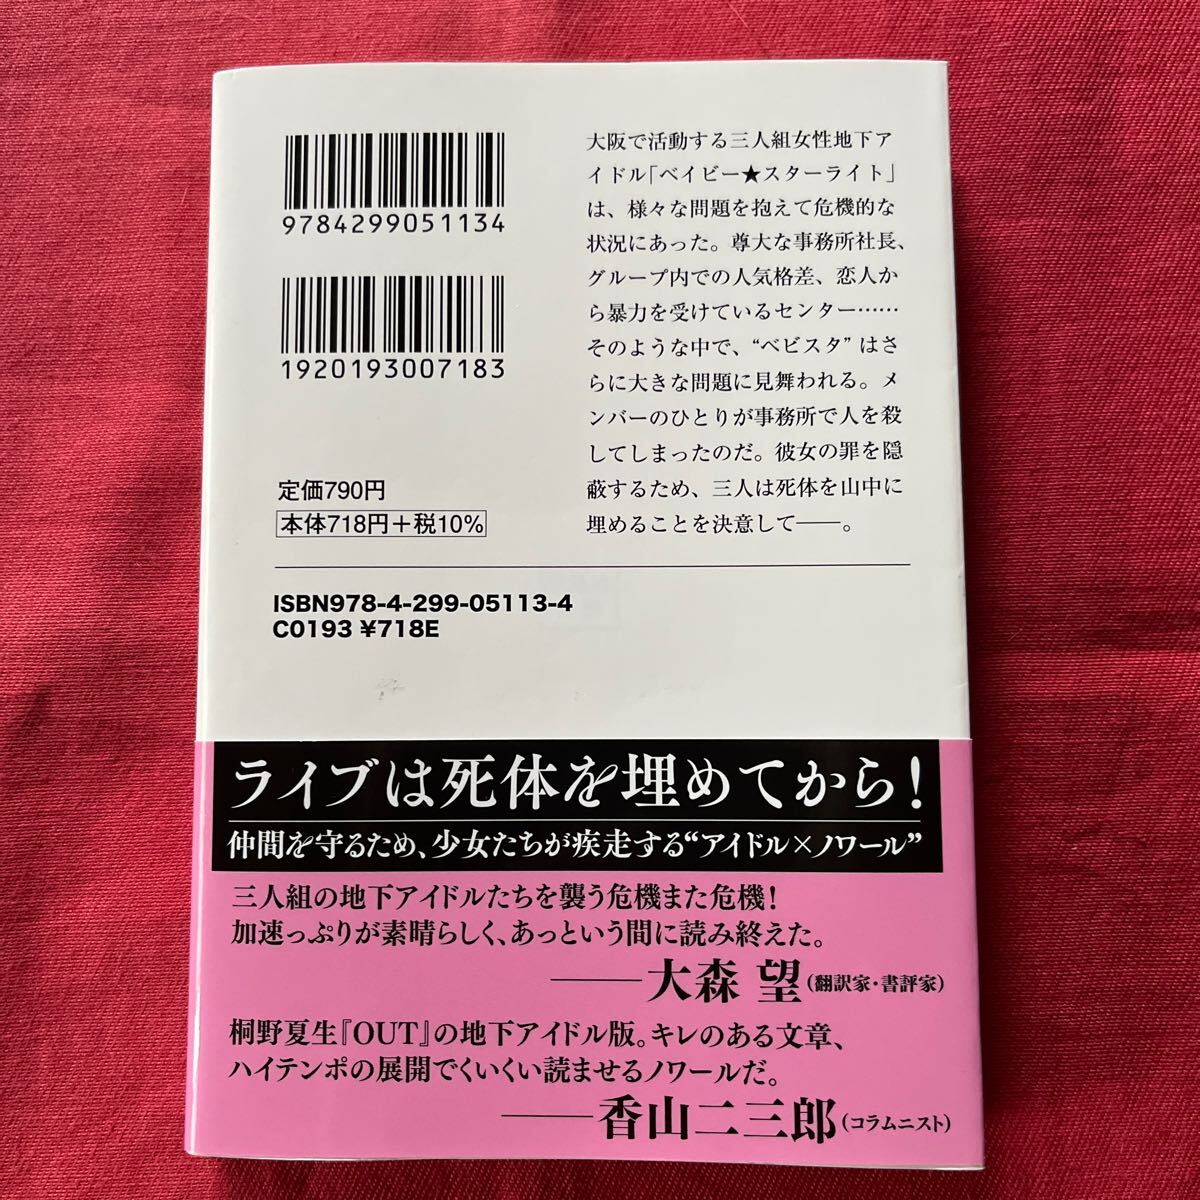 9784299051134
1920193007183
定価790円
本体718円+税10%
大阪で活動する三人組女性地下ア
イドル「ベイビー★スターライト」
は、様々な問題を抱えて危機的な
状況にあった。尊大な事務所社長、
グループ内での人気格差、恋人か
ら暴力を受けているセンター……
そのような中で、“ベビスタ”はさ
らに大きな問題に見舞われる。メ
ンバーのひとりが事務所で人を殺
してしまったのだ。彼女の罪を隠
蔽するため、三人は死体を山中に
埋めることを決意して──。
ISBN978-4-299-05113-4
C0193 ¥718E
ライブは死体を埋めてから!
仲間を守るため、少女たちが疾走する“アイドル×ノワール”
三人組の地下アイドルたちを襲う危機また危機!
加速っぷりが素晴らしく、あっという間に読み終えた。
──大森 望(翻訳家・書評家)
桐野夏生『OUT』の地下アイドル版。キレのある文章、
ハイテンポの展開でくいくい読ませるノワールだ。
──香山二三郎(コラムニスト)